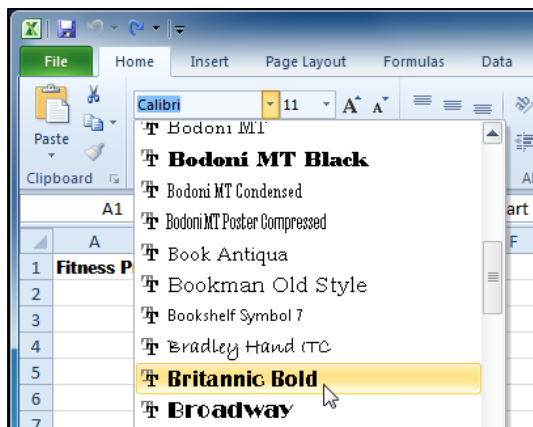 File Home Insert Page Layout Formulas Data
Calibri 11 A A
Bodoni MT
Paste
Bodoni MT Black
Clipboard
Bodoni MT Condensed
A1
Bodoni MT Poster Compressed
art
A
F
Book Antiqua
1 Fitness P
Bookman Old Style
2
Bookshelf Symbol 7
3
4 Bradley Hand ITC
5 Britannic Bold
6 Broadway
7